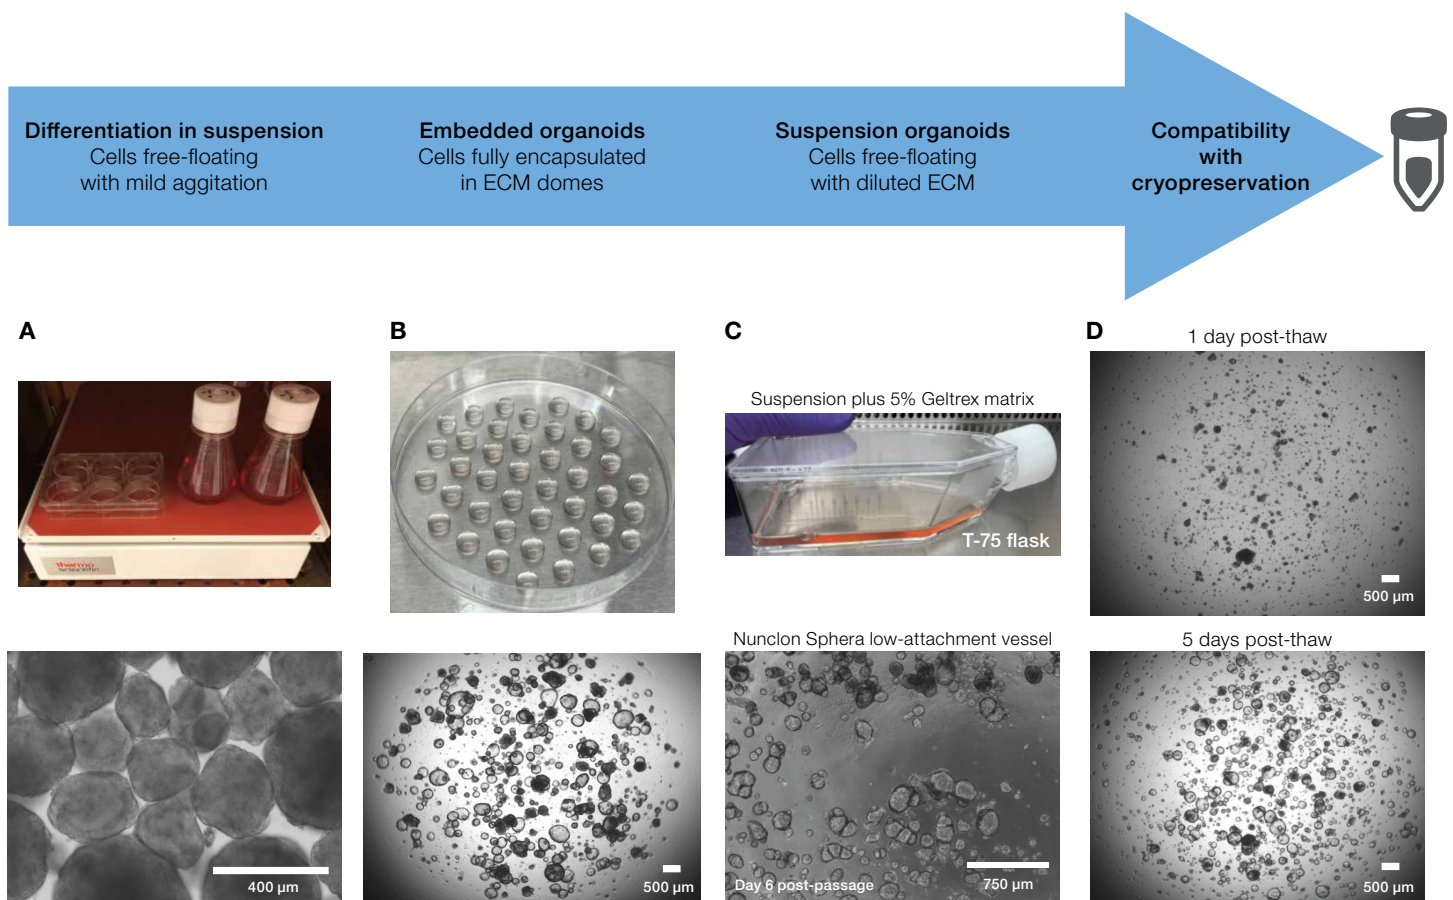 Differentiation in suspension
Cells free-floating
with mild aggitation
Embedded organoids
Cells fully encapsulated
in ECM domes
Suspension organoids
Cells free-floating
with diluted ECM
Compatibility
with
cryopreservation
A
B
C
D
1 day post-thaw
Suspension plus 5% Geltrex matrix
thermo
scientific
T-75 flask
500 µm
Nunclon Sphera low-attachment vessel
5 days post-thaw
400 µm
500 µm
Day 6 post-passage
750 µm
500 µm